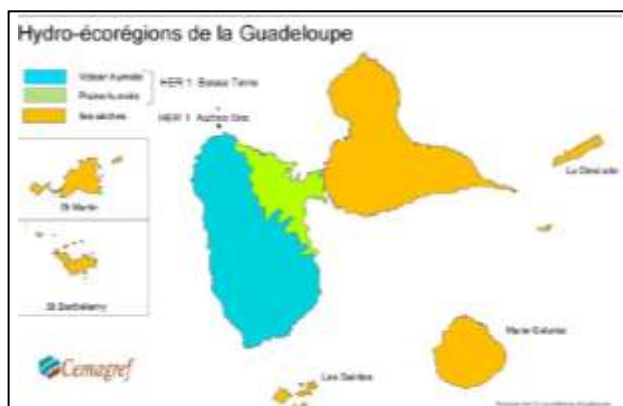 Hydro-écorégions de la Guadeloupe
Volcan humide
Plaine humide
HER 1 Basse Terre
Iles sèches
HER 1 Autres îles
St Martin
St Barthélemy
La Désirade
Marie-Galante
Les Saintes
Cemagref